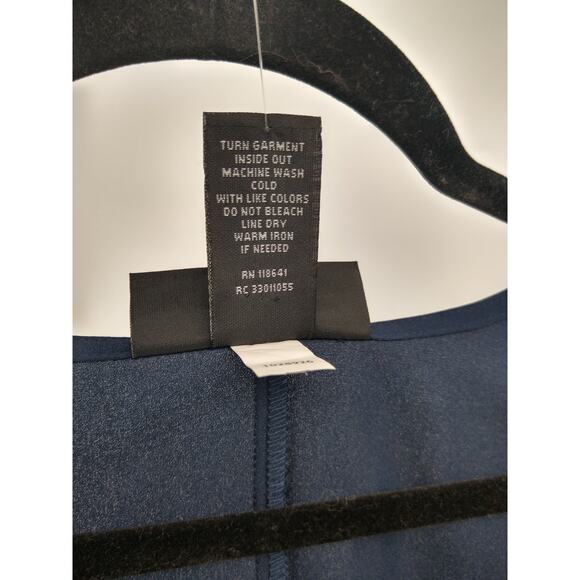 TURN GARMENT
INSIDE OUT
MACHINE WASH
COLD
WITH LIKE COLORS
DO NOT BLEACH
LINE DRY
WARM IRON
IF NEEDED
RN 118641
RC 33011055